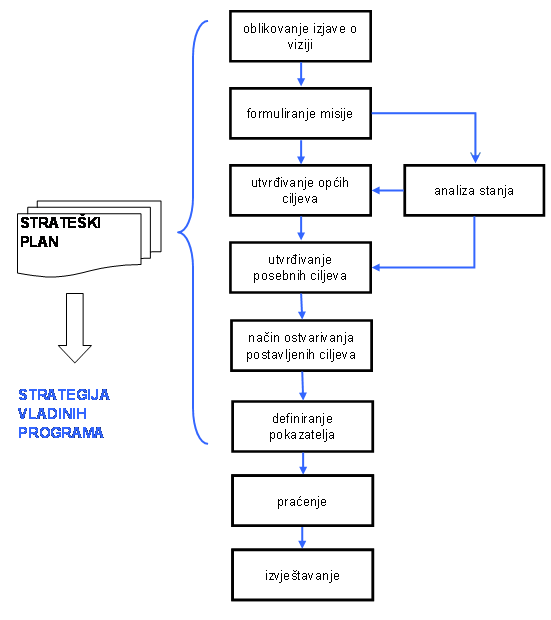 oblikovanje izjave o
viziji
formuliranje misije
utvrđivanje općih
ciljeva
analiza stanja
STRATEŠKI
PLAN
utvrđivanje
posebnih ciljeva
način ostvarivanja
postavljenih ciljeva
STRATEGIJA
VLADINIH
PROGRAMA
definiranje
pokazatelja
praćenje
izvještavanje